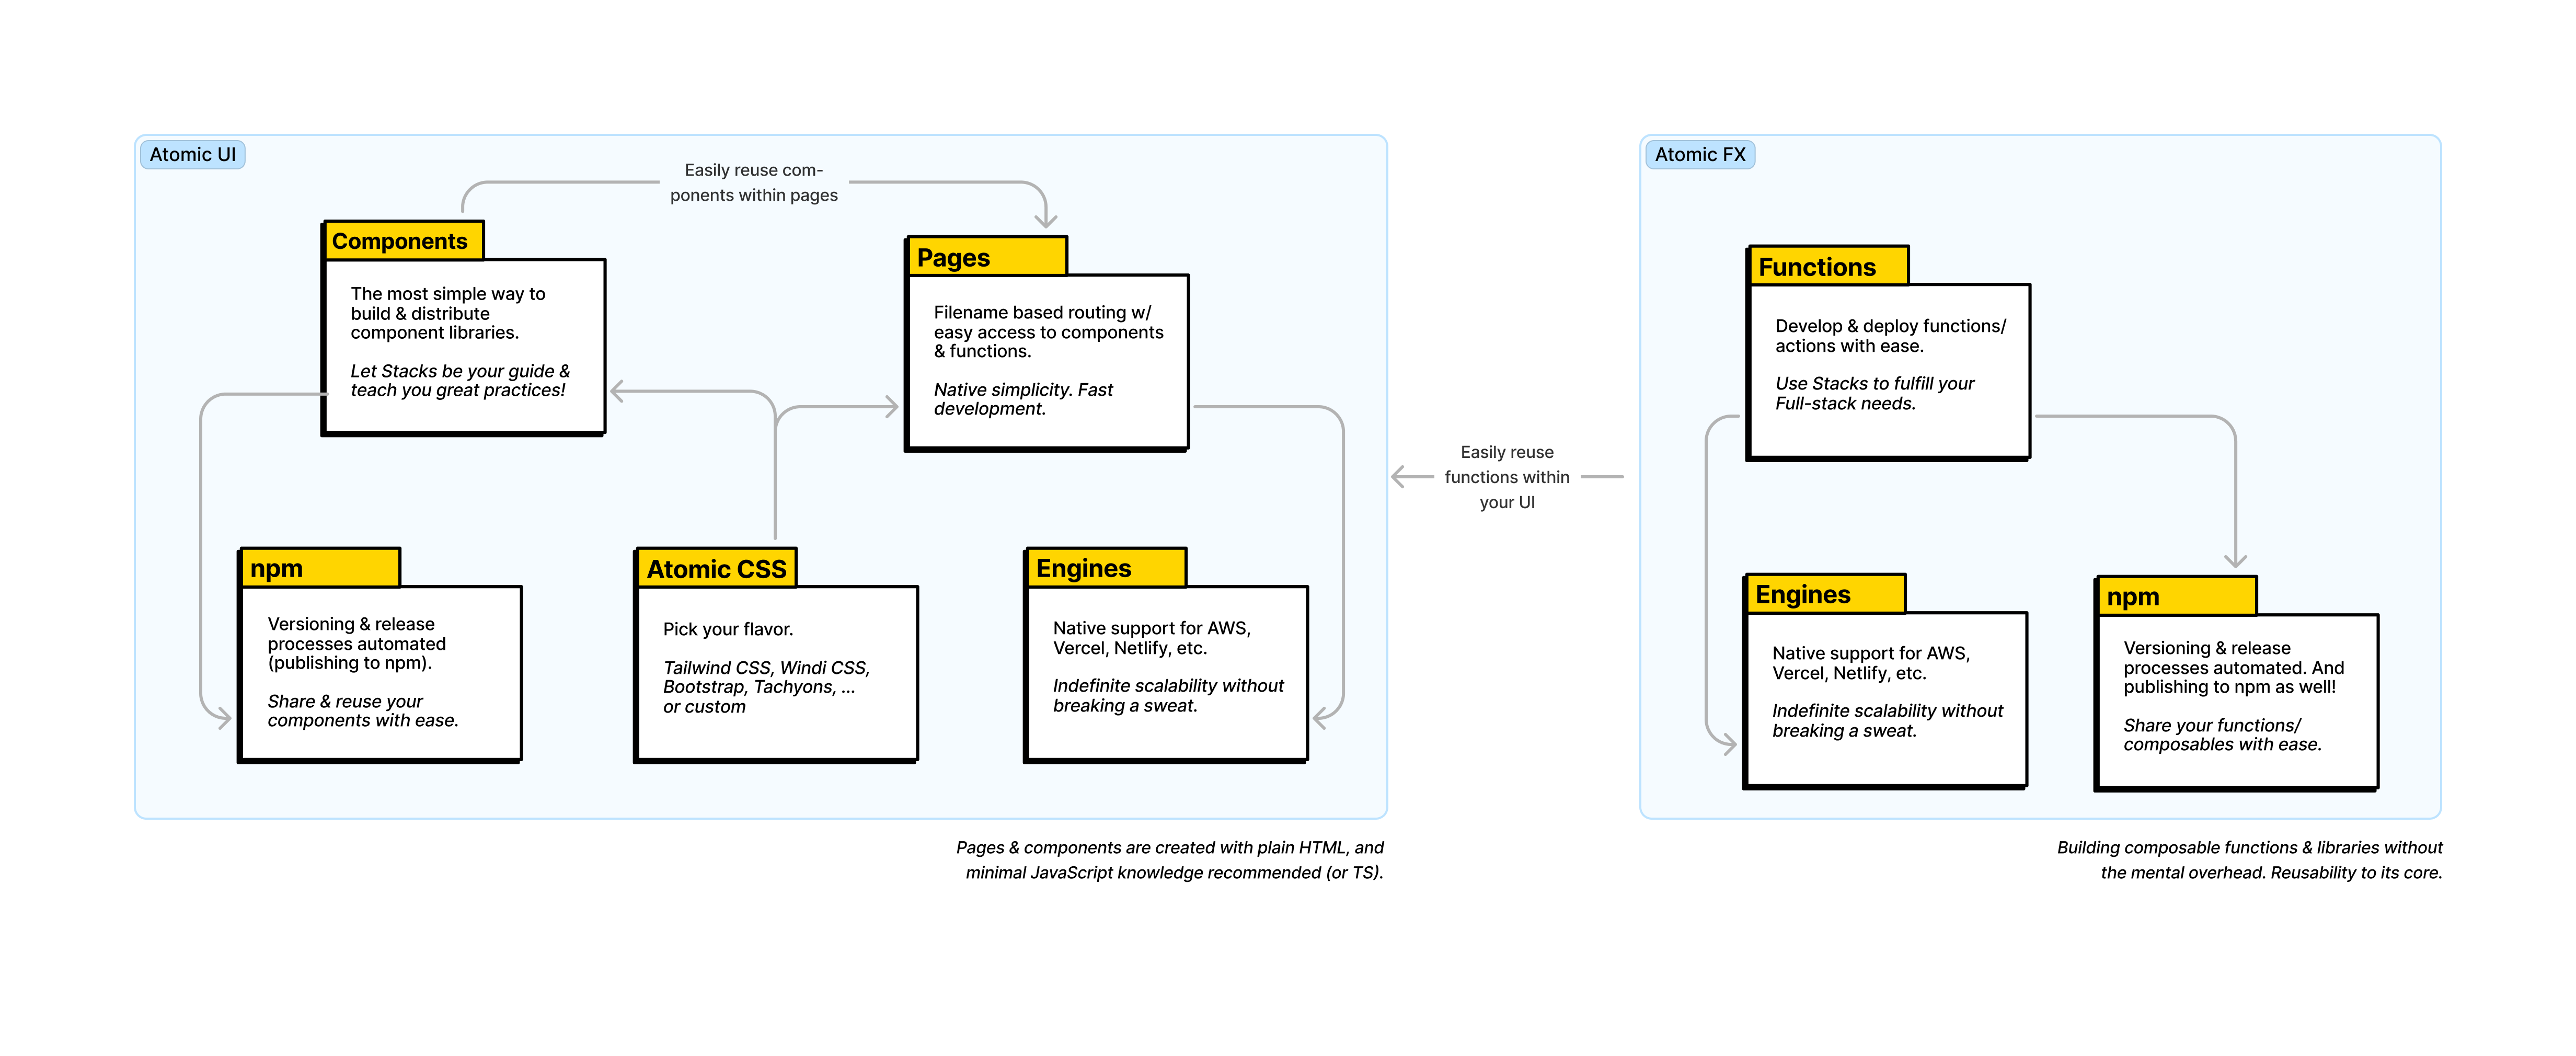 Atomic UI
Easily reuse com-
ponents within pages
Components
The most simple way to
build & distribute
component libraries.
Let Stacks be your guide &
teach you great practices!
Pages
Filename based routing w/
easy access to components
& functions.
Native simplicity. Fast
development.
npm
Versioning & release
processes automated
(publishing to npm).
Share & reuse your
components with ease.
Atomic CSS
Pick your flavor.
Tailwind CSS, Windi CSS,
Bootstrap, Tachyons, ...
or custom
Engines
Native support for AWS,
Vercel, Netlify, etc.
Indefinite scalability without
breaking a sweat.
Pages & components are created with plain HTML, and
minimal JavaScript knowledge recommended (or TS).
Easily reuse
functions within
your UI
Atomic FX
Functions
Develop & deploy functions/
actions with ease.
Use Stacks to fulfill your
Full-stack needs.
Engines
Native support for AWS,
Vercel, Netlify, etc.
Indefinite scalability without
breaking a sweat.
npm
Versioning & release
processes automated. And
publishing to npm as well!
Share your functions/
composables with ease.
Building composable functions & libraries without
the mental overhead. Reusability to its core.